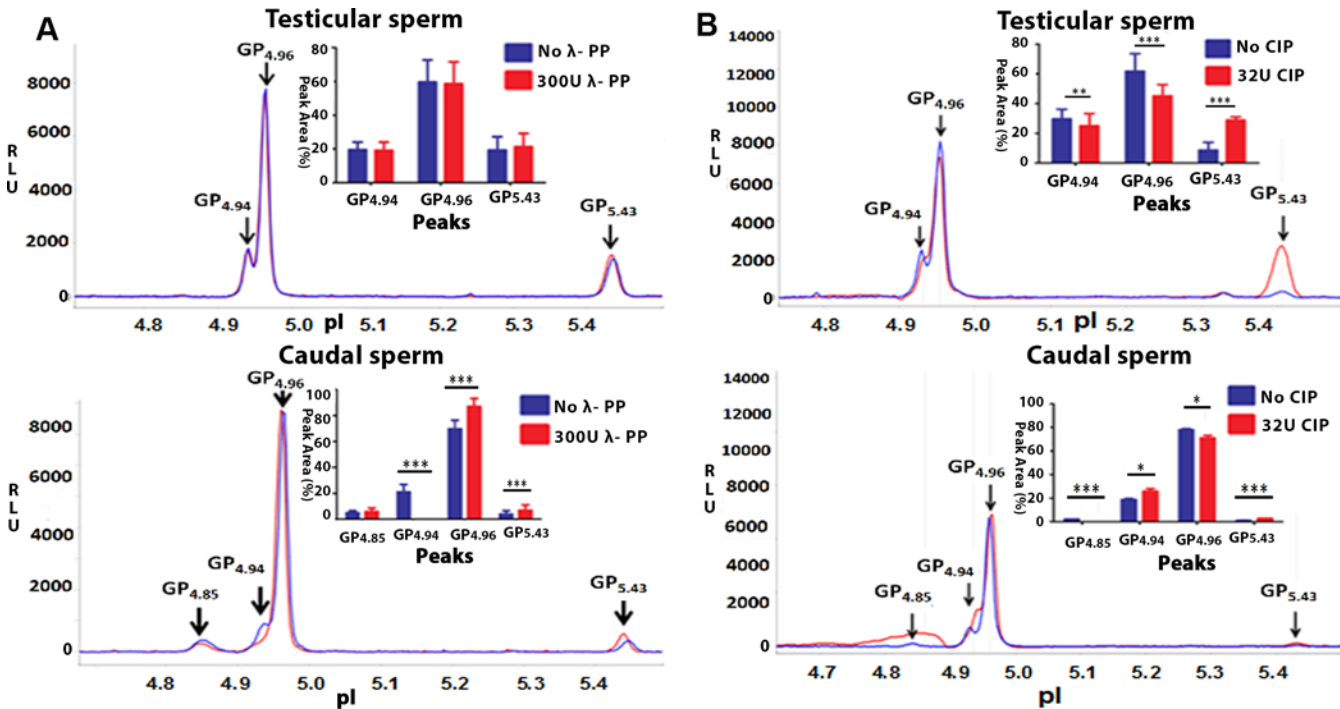 A
Testicular sperm
RLU
8000
6000
4000
2000
0
GP4.94
GP4.96
GP5.43
80
60
40
20
0
Peak Area (%)
No λ- PP
300U λ- PP
GP4.94 GP4.96 GP5.43
Peaks
4.8 4.9 5.0 5.1 5.2 5.3 5.4
pI
Caudal sperm
RLU
8000
6000
4000
2000
0
GP4.85
GP4.94
GP4.96
GP5.43
100
80
60
40
20
0
Peak Area (%)
*** *** ***
No λ- PP
300U λ- PP
GP4.85 GP4.94 GP4.96 GP5.43
Peaks
4.8 4.9 5.0 5.1 5.2 5.3 5.4
pI
B
Testicular sperm
RLU
14000
12000
10000
8000
6000
4000
2000
0
GP4.94
GP4.96
GP5.43
80
60
40
20
0
Peak Area (%)
** *** ***
No CIP
32U CIP
GP4.94 GP4.96 GP5.43
Peaks
4.8 4.9 5.0 5.1 5.2 5.3 5.4
pI
Caudal sperm
RLU
14000
12000
10000
8000
6000
4000
2000
0
GP4.85
GP4.94
GP4.96
GP5.43
100
80
60
40
20
0
Peak Area (%)
*** * * ***
No CIP
32U CIP
GP4.85 GP4.94 GP4.96 GP5.43
Peaks
4.7 4.8 4.9 5.0 5.1 5.2 5.3 5.4
pI